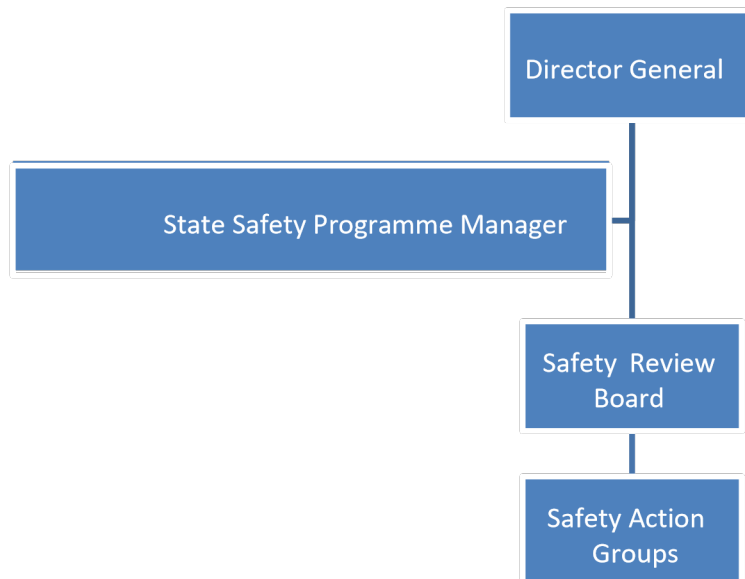 Director General
State Safety Programme Manager
Safety Review
Board
Safety Action
Groups